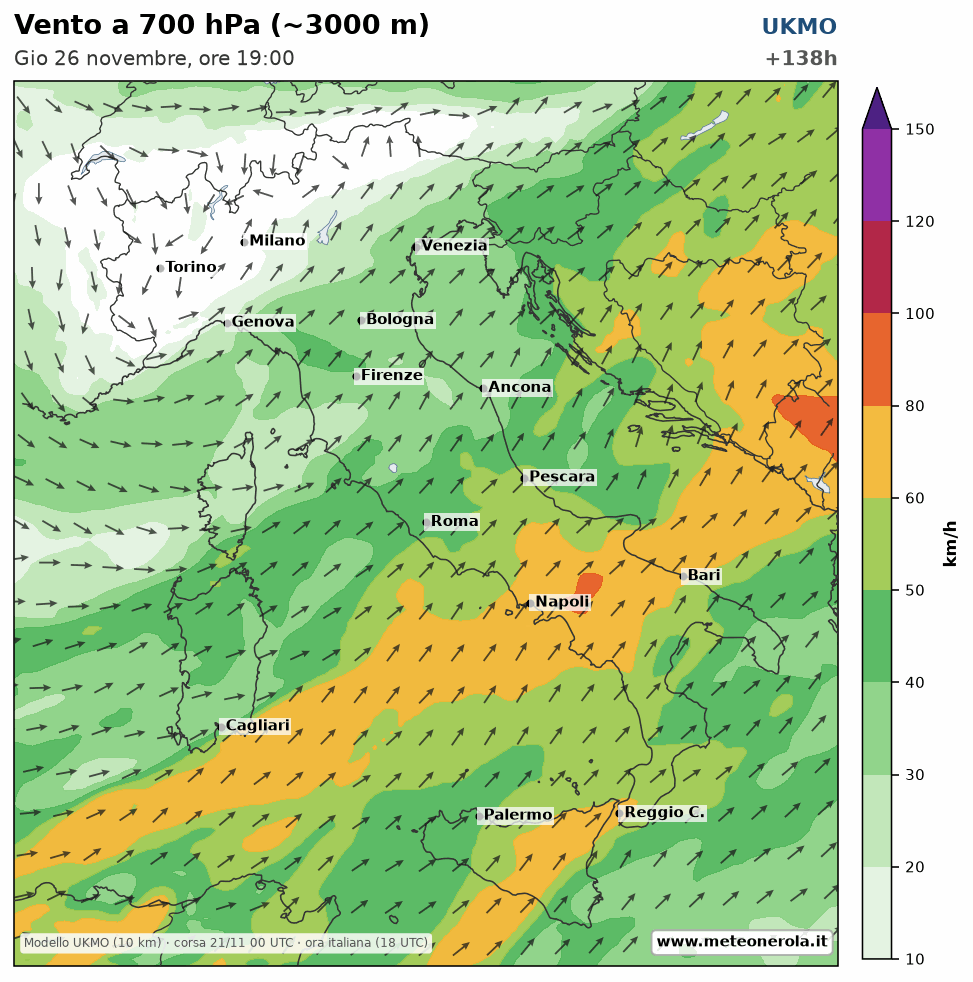 Vento a 700 hPa (~3000 m)
UKMO
Gio 26 novembre, ore 19:00
+138h
150
120
100
80
60
50
40
30
20
10
km/h
Milano
Venezia
Torino
Genova
Bologna
Firenze
Ancona
Pescara
Roma
Bari
Napoli
Cagliari
Palermo
Reggio C.
Modello UKMO (10 km) · corsa 21/11 00 UTC · ora italiana (18 UTC)
www.meteonerola.it